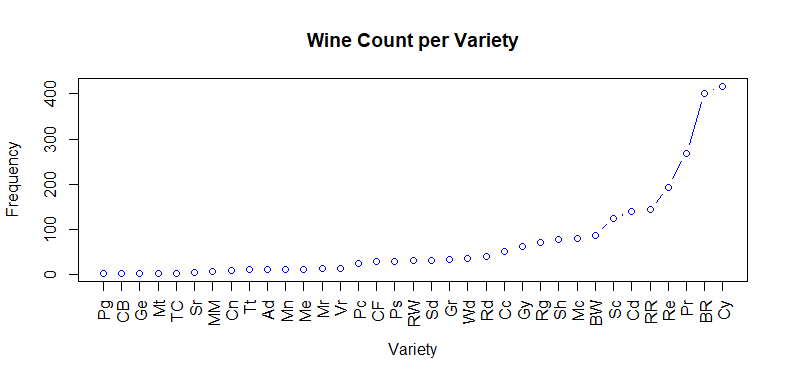 Wine Count per Variety
Frequency
400
300
200
100
0
Pg CB Ge Mt TC Sr MM Cn Tt Ad Mn Me Mr Vr Pc CF Ps RW Sd Gr Wd Rd Cc Gy Rg Sh Mc BW Sc Cd RR Re Pr BR Cy
Variety